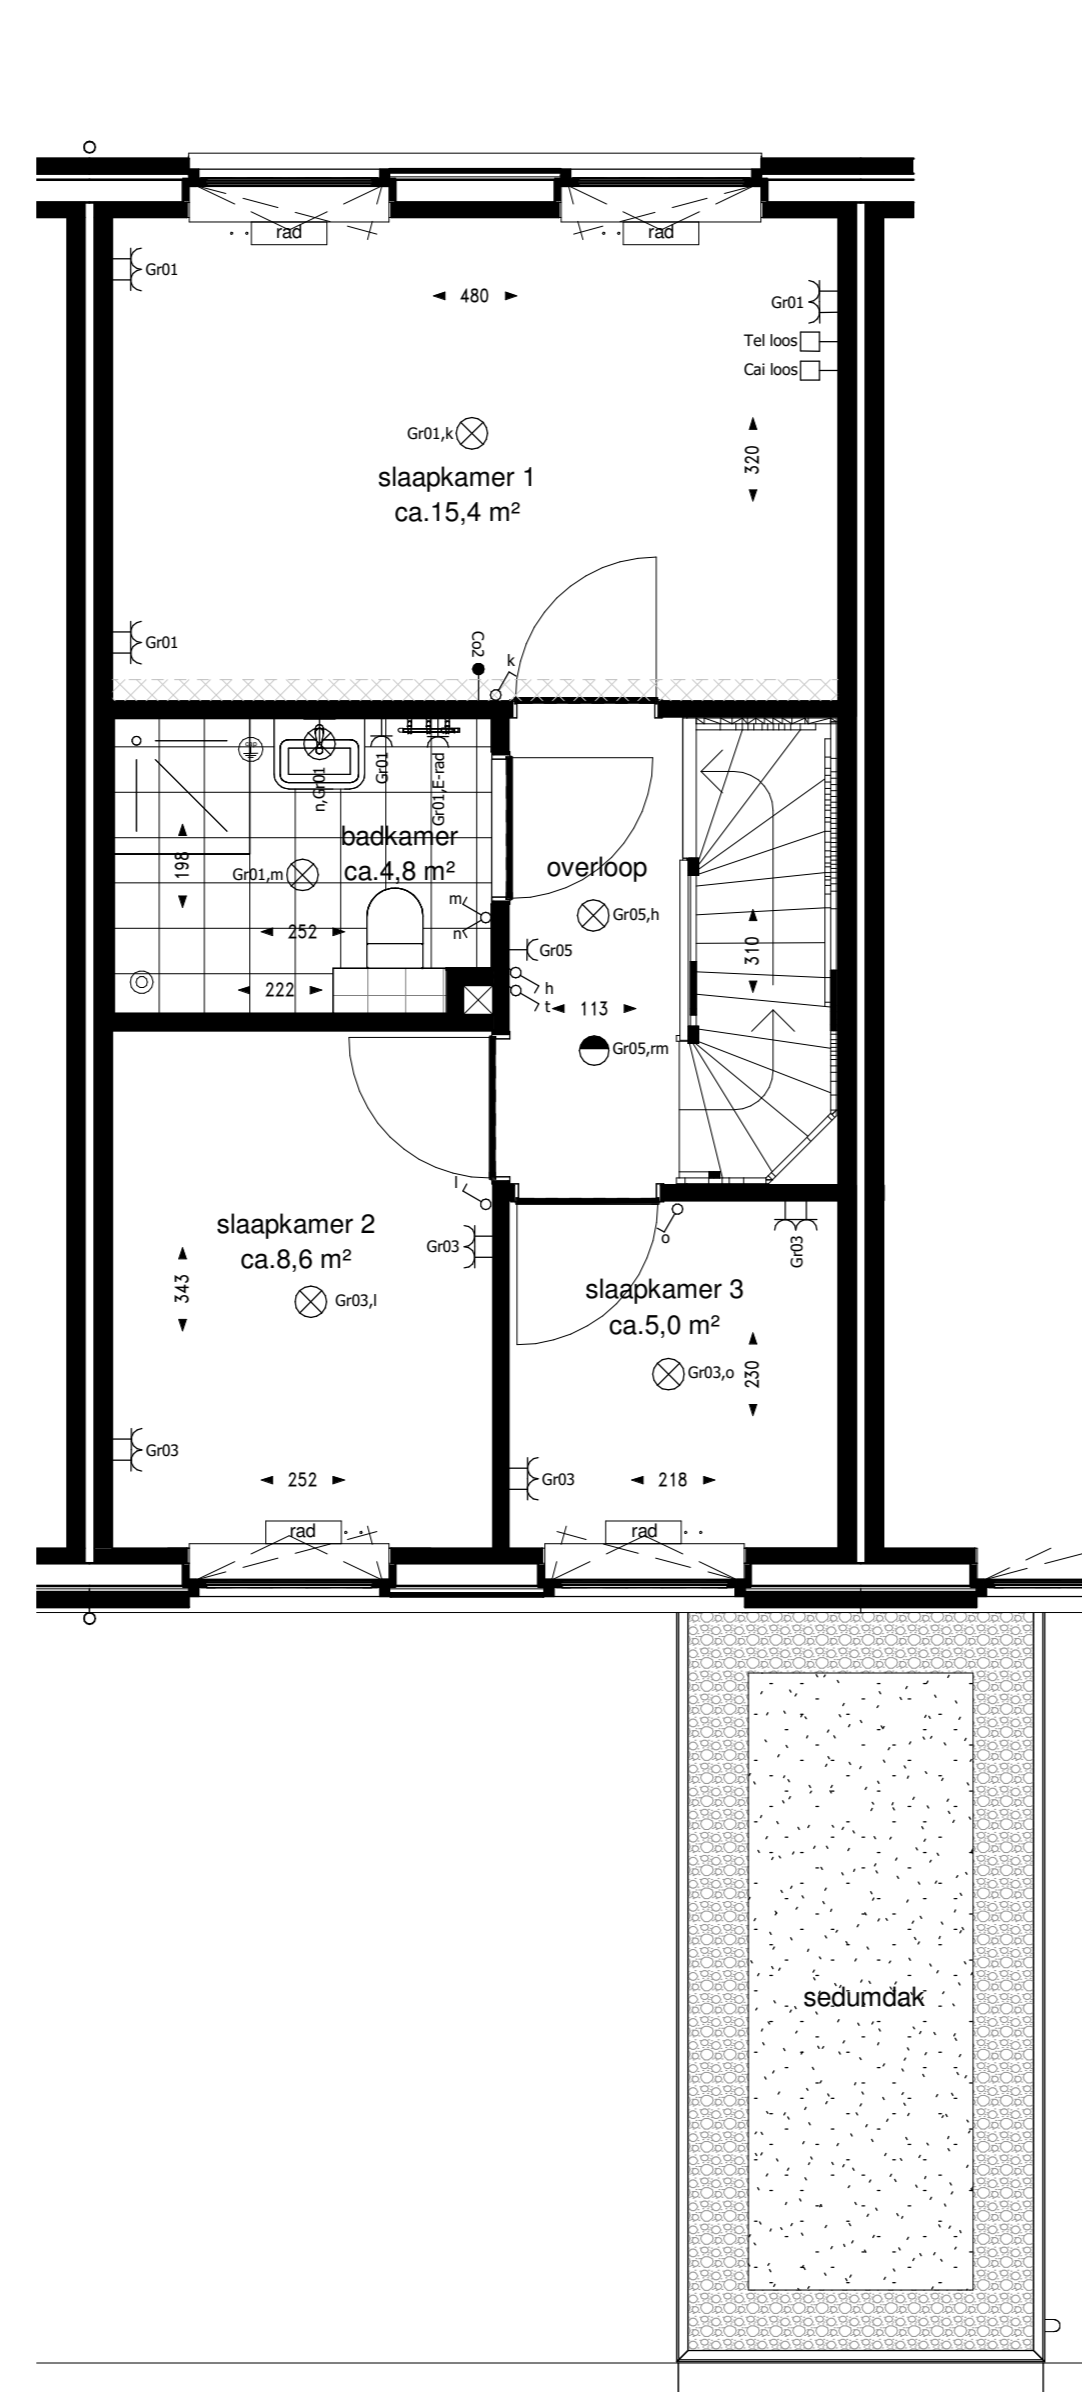 rad
rad
Gr01
480
Gr01
Tel loos
Cai loos
Gr01,k
320
slaapkamer 1
ca.15,4 m²
Gr01
Co2
k
n,Gr01
Gr01
Gr01,E-rad
badkamer
ca.4,8 m²
198
Gr01,m
252
m
n
222
overloop
Gr05,h
Gr05
h
t
113
310
Gr05,rm
l
slaapkamer 2
ca.8,6 m²
Gr03
343
Gr03,l
o
Gr03
slaapkamer 3
ca.5,0 m²
Gr03,o
230
Gr03
252
Gr03
218
rad
rad
sedumdak